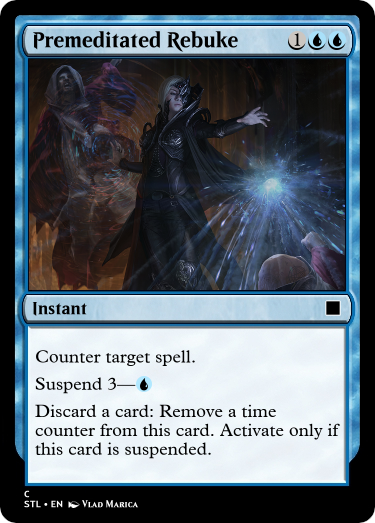 Premeditated Rebuke 1
Instant
Counter target spell.
Suspend 3—
Discard a card: Remove a time
counter from this card. Activate only if
this card is suspended.
C
STL • EN Vlad Marica